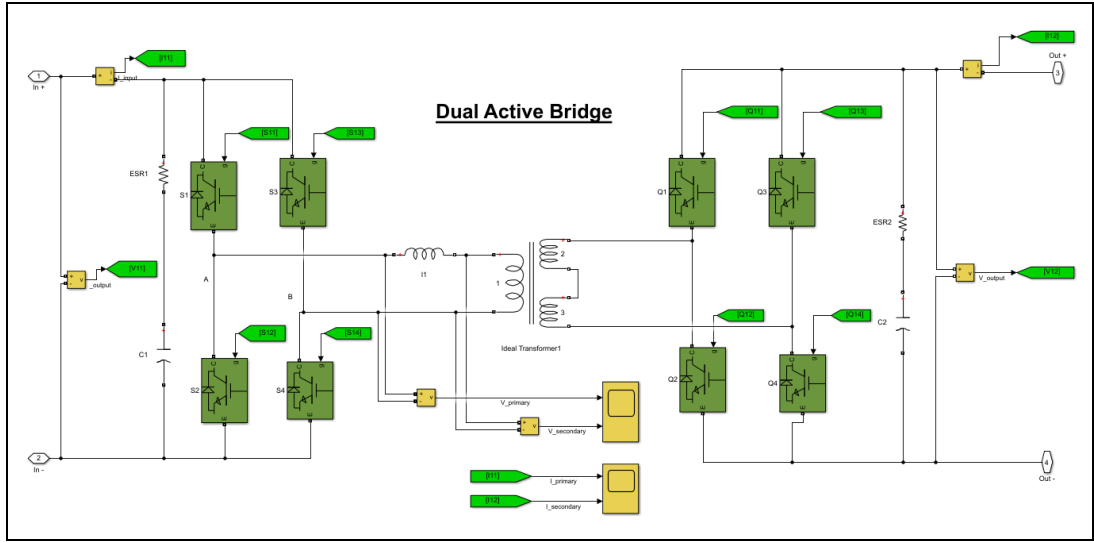 [I11]
I_input
1
In +
[I12]
Out +
3
Dual Active Bridge
[S11]
[S13]
[Q11]
[Q13]
ESR1
S1
S3
Q1
Q3
C
g
E
C
g
E
C
g
E
C
g
E
ESR2
A
B
I1
1
2
3
[V11]
_output
[V12]
V_output
[S12]
[S14]
[Q12]
[Q14]
Ideal Transformer1
C1
C2
S2
S4
Q2
Q4
C
g
E
C
g
E
C
g
E
C
g
E
V_primary
V_secondary
2
In -
4
Out -
[I11]
I_primary
[I12]
I_secondary